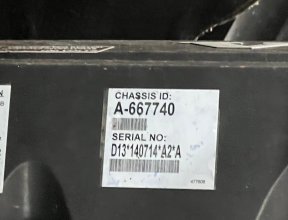 CHASSIS ID:
A-667740
SERIAL NO:
D13*140714*A2*A